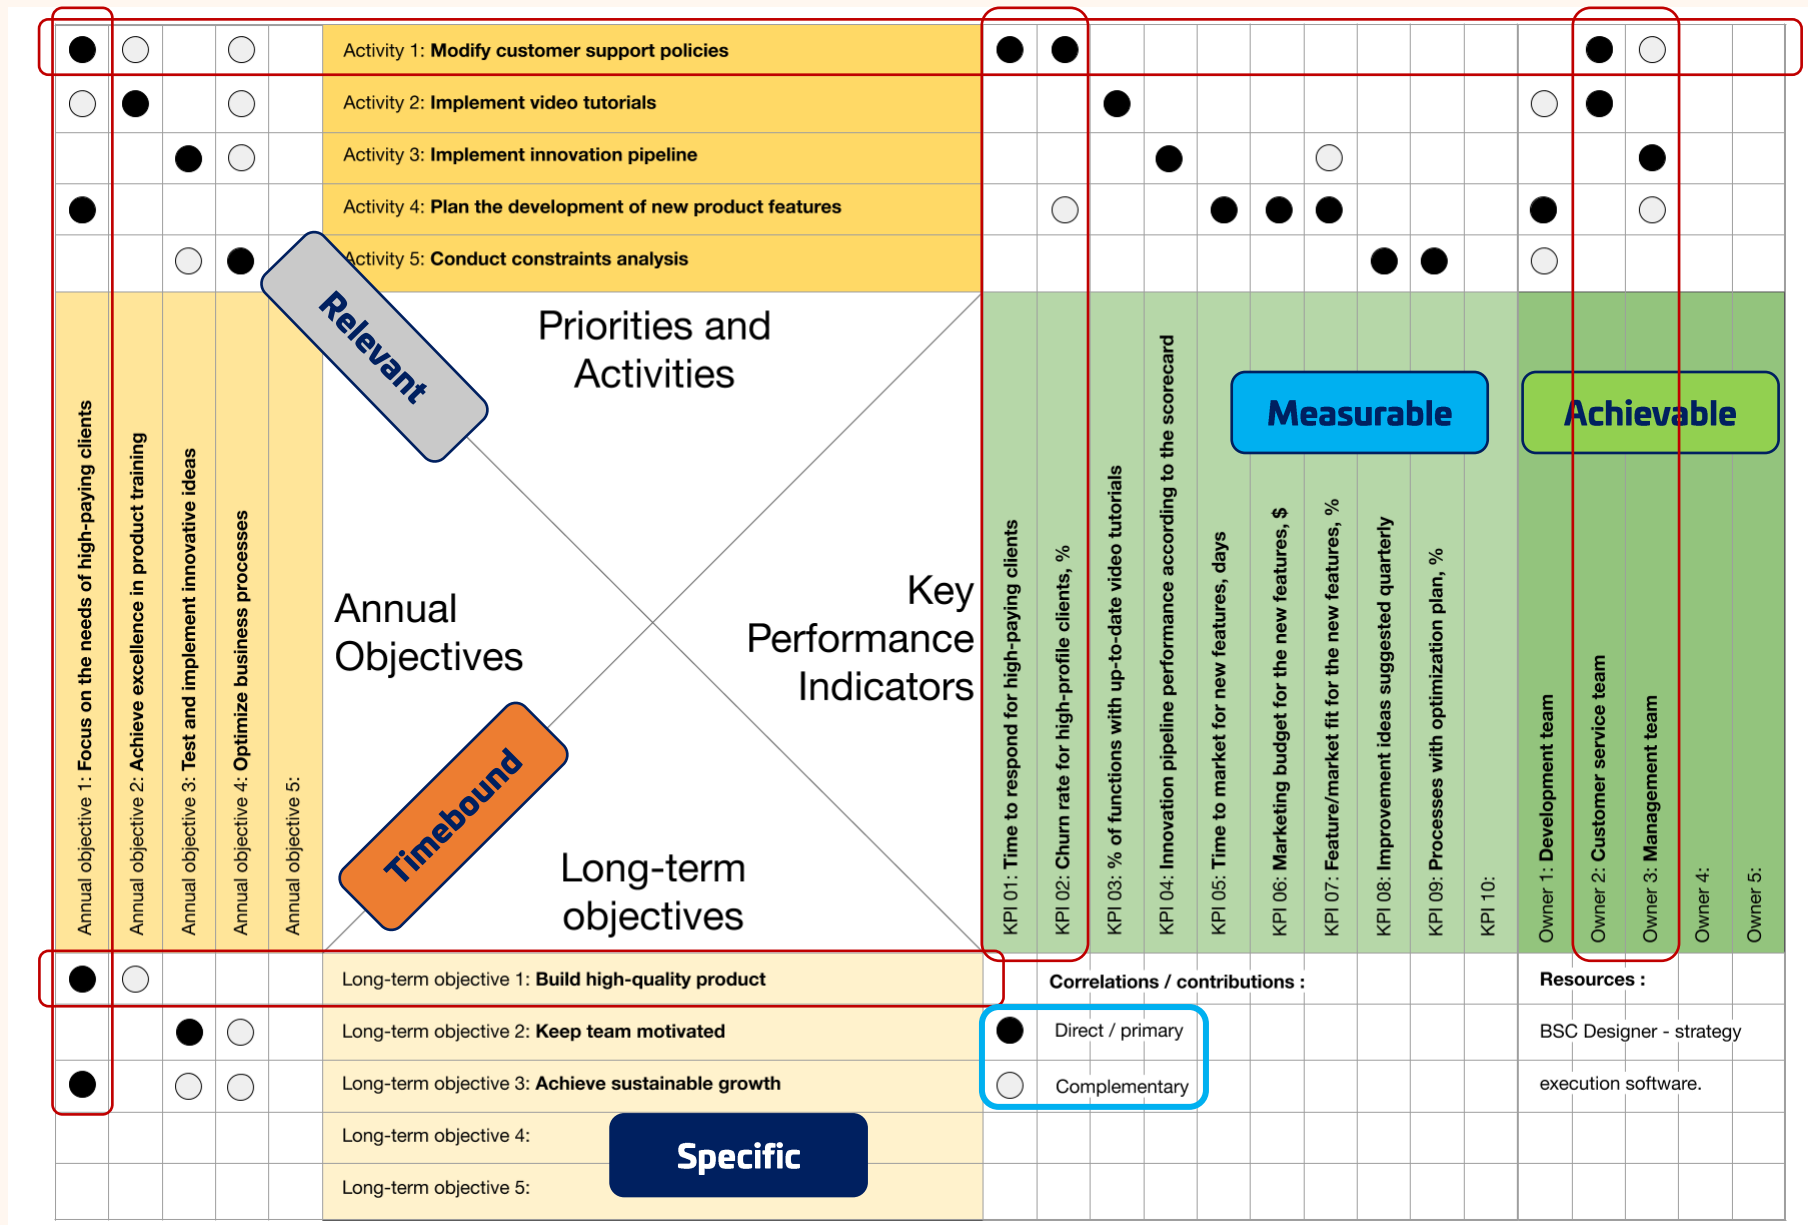 Activity 1: Modify customer support policies
Activity 2: Implement video tutorials
Activity 3: Implement innovation pipeline
Activity 4: Plan the development of new product features
Activity 5: Conduct constraints analysis
Relevant
Priorities and
Activities
Measurable
Achievable
Annual objective 1: Focus on the needs of high-paying clients
Annual objective 2: Achieve excellence in product training
Annual objective 3: Test and implement innovative ideas
Annual objective 4: Optimize business processes
Annual objective 5:
Annual
Objectives
Key
Performance
Indicators
Timebound
Long-term
objectives
KPI 01: Time to respond for high-paying clients
KPI 02: Churn rate for high-profile clients, %
KPI 03: % of functions with up-to-date video tutorials
KPI 04: Innovation pipeline performance according to the scorecard
KPI 05: Time to market for new features, days
KPI 06: Marketing budget for the new features, $
KPI 07: Feature/market fit for the new features, %
KPI 08: Improvement ideas suggested quarterly
KPI 09: Processes with optimization plan, %
KPI 10:
Owner 1: Development team
Owner 2: Customer service team
Owner 3: Management team
Owner 4:
Owner 5:
Long-term objective 1: Build high-quality product
Long-term objective 2: Keep team motivated
Long-term objective 3: Achieve sustainable growth
Long-term objective 4:
Long-term objective 5:
Specific
Correlations / contributions :
Direct / primary
Complementary
Resources :
BSC Designer - strategy
execution software.